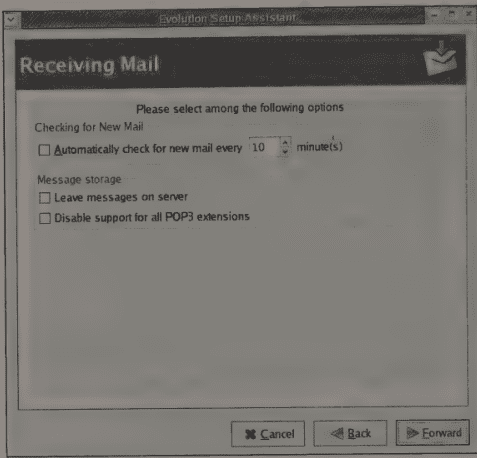 Evolution Setup Assistant
Receiving Mail
Please select among the following options
Checking for New Mail
Automatically check for new mail every 10 minute(s)
Message storage
Leave messages on server
Disable support for all POP3 extensions
Cancel Back Forward